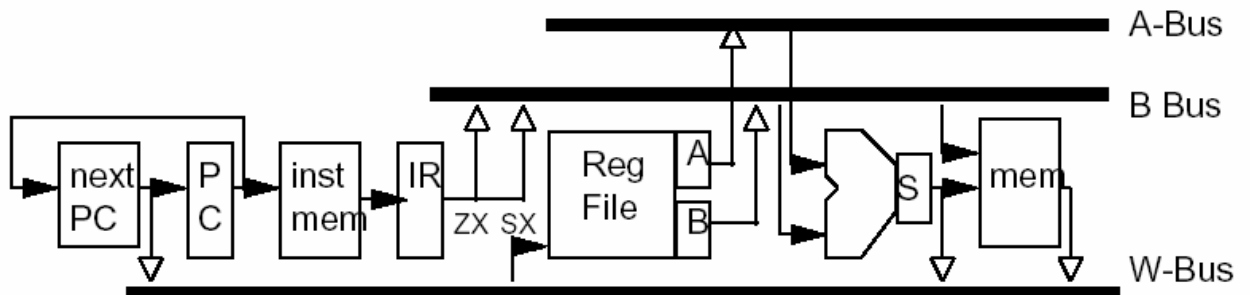 A-Bus
B Bus
next
PC
P
C
inst
mem
IR
ZX
SX
Reg
File
A
B
S
mem
W-Bus